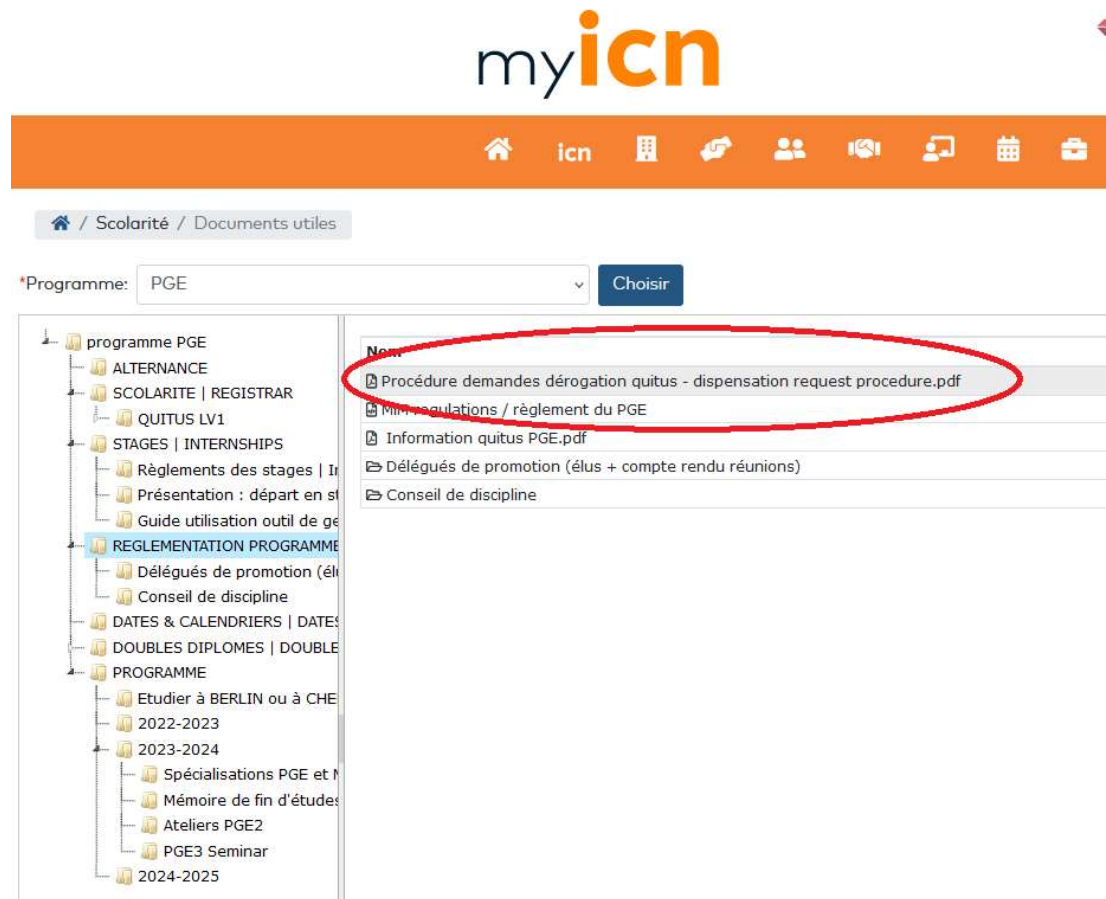 myicn
icn
/ Scolarité / Documents utiles
*Programme: PGE Choisir
programme PGE
ALTERNANCE
SCOLARITE | REGISTRAR
QUITUS LV1
STAGES | INTERNSHIPS
Règlements des stages | I
Présentation : départ en s
Guide utilisation outil de ge
REGLEMENTATION PROGRAMME
Délégués de promotion (él
Conseil de discipline
DATES & CALENDRIERS | DATES
DOUBLES DIPLOMES | DOUBLE
PROGRAMME
Etudier à BERLIN ou à CHE
2022-2023
2023-2024
Spécialisations PGE et M
Mémoire de fin d'études
Ateliers PGE2
PGE3 Seminar
2024-2025
Nom
Procédure demandes dérogation quitus - dispensation request procedure.pdf
MIM regulations / règlement du PGE
Information quitus PGE.pdf
Délégués de promotion (élus + compte rendu réunions)
Conseil de discipline